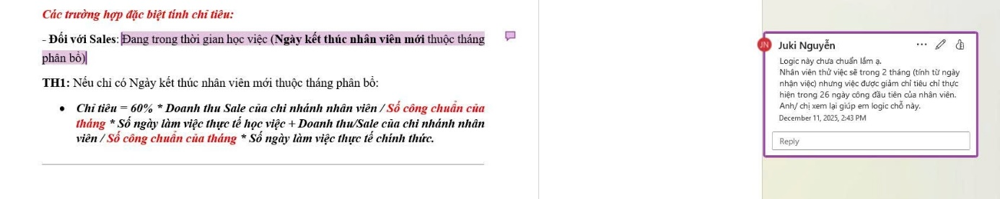 Các trường hợp đặc biệt tính chỉ tiêu:
- Đối với Sales: Đang trong thời gian học việc (Ngày kết thúc nhân viên mới thuộc tháng
phân bổ)
TH1: Nếu chỉ có Ngày kết thúc nhân viên mới thuộc tháng phân bổ:
• Chỉ tiêu = 60% * Doanh thu Sale của chi nhánh nhân viên / Số công chuẩn của
tháng * Số ngày làm việc thực tế học việc + Doanh thu/Sale của chi nhánh nhân
viên / Số công chuẩn của tháng * Số ngày làm việc thực tế chính thức.
JN Juki Nguyễn
Logic này chưa chuẩn lắm ạ.
Nhân viên thử việc sẽ trong 2 tháng (tính từ ngày
nhận việc) nhưng việc được giảm chỉ tiêu chỉ thực
hiện trong 26 ngày công đầu tiên của nhân viên.
Anh/ chị xem lại giúp em logic chỗ này.
December 11, 2025, 2:43 PM
Reply